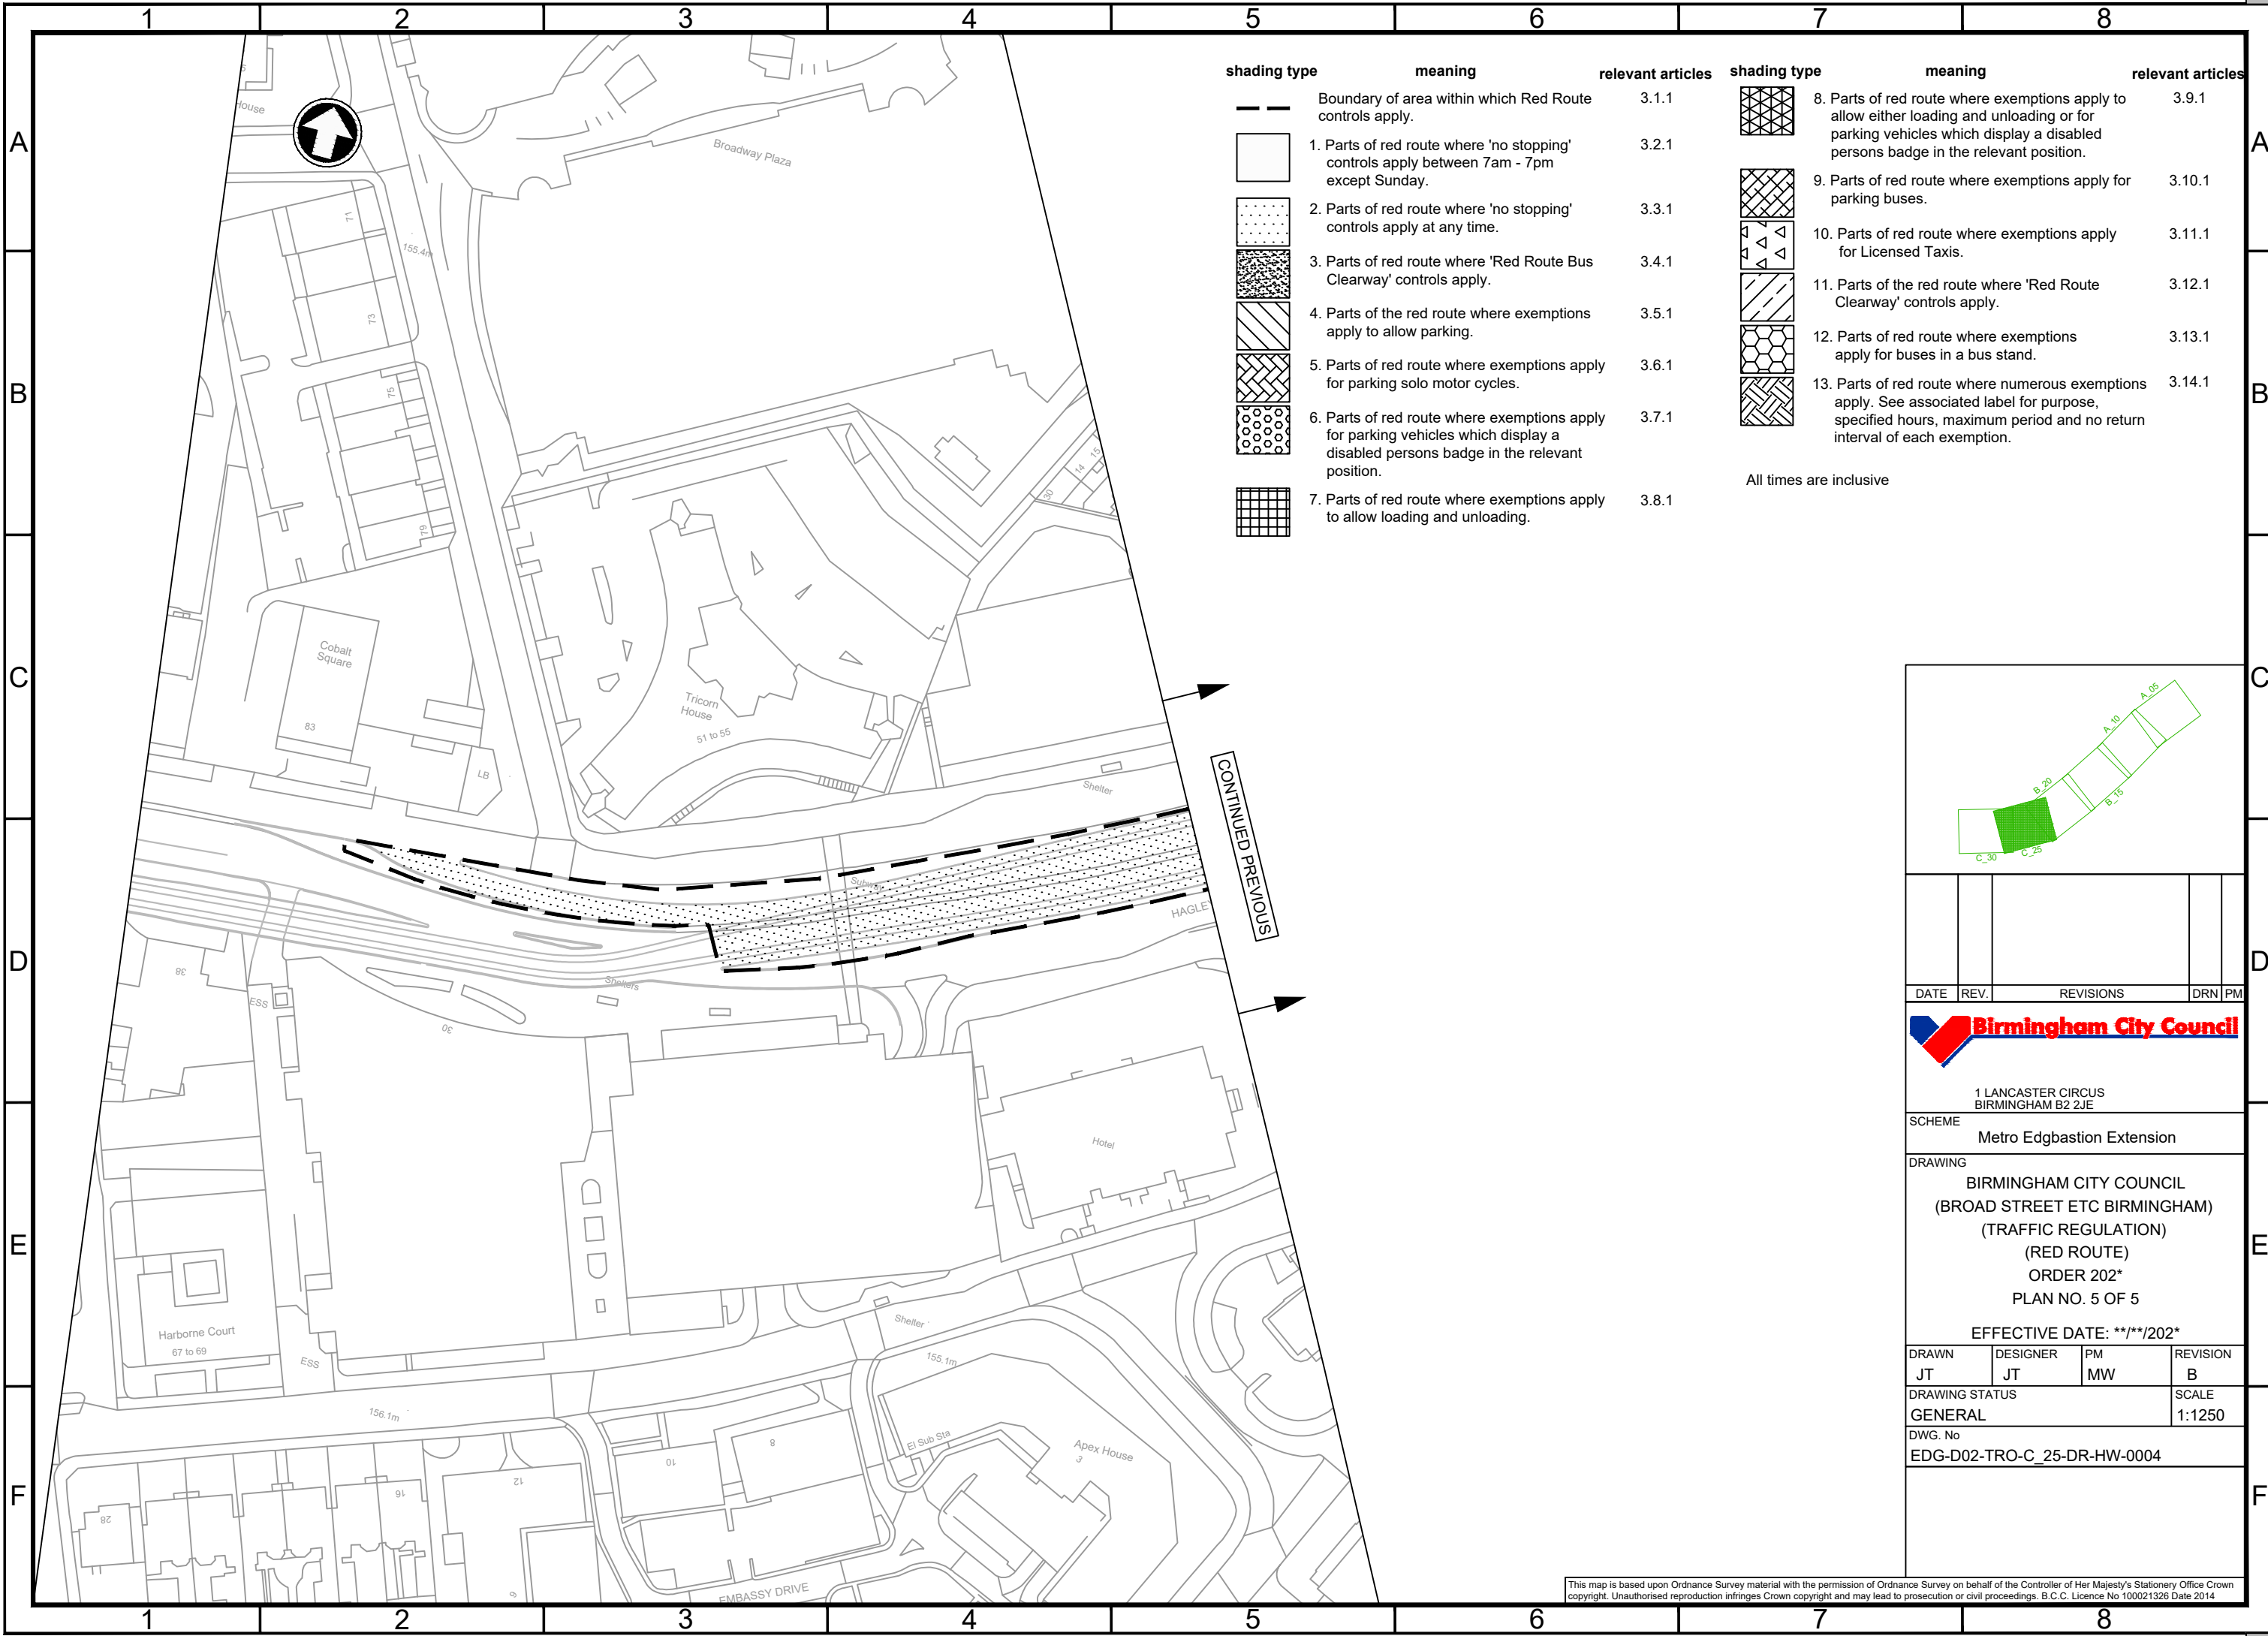 1 2 3 4 5 6 7 8
A
B
C
D
E
F
A
B
C
D
E
F
shading type meaning relevant articles
Boundary of area within which Red Route 3.1.1
controls apply.
1. Parts of red route where 'no stopping' 3.2.1
controls apply between 7am - 7pm
except Sunday.
2. Parts of red route where 'no stopping' 3.3.1
controls apply at any time.
3. Parts of red route where 'Red Route Bus 3.4.1
Clearway' controls apply.
4. Parts of the red route where exemptions 3.5.1
apply to allow parking.
5. Parts of red route where exemptions apply 3.6.1
for parking solo motor cycles.
6. Parts of red route where exemptions apply 3.7.1
for parking vehicles which display a
disabled persons badge in the relevant
position.
7. Parts of red route where exemptions apply 3.8.1
to allow loading and unloading.
shading type meaning relevant articles
8. Parts of red route where exemptions apply to 3.9.1
allow either loading and unloading or for
parking vehicles which display a disabled
persons badge in the relevant position.
9. Parts of red route where exemptions apply for 3.10.1
parking buses.
10. Parts of red route where exemptions apply 3.11.1
for Licensed Taxis.
11. Parts of the red route where 'Red Route 3.12.1
Clearway' controls apply.
12. Parts of red route where exemptions 3.13.1
apply for buses in a bus stand.
13. Parts of red route where numerous exemptions 3.14.1
apply. See associated label for purpose,
specified hours, maximum period and no return
interval of each exemption.
All times are inclusive
House
Broadway Plaza
71
155.4m
73
75
79
15
14
30
Cobalt
Square
83
LB
Tricorn
House
51 to 55
Shelter
Subway
HAGLE
CONTINUED PREVIOUS
38
ESS
30
Shelters
Hotel
Harborne Court
67 to 69
ESS
Shelter
155.1m
156.1m
28
16
12
10
8
El Sub Sta
Apex House
3
EMBASSY DRIVE
A_05
A_10
B_15
B_20
C_25
C_30
DATE REV. REVISIONS DRN PM
Birmingham City Council
1 LANCASTER CIRCUS
BIRMINGHAM B2 2JE
SCHEME
Metro Edgbastion Extension
DRAWING
BIRMINGHAM CITY COUNCIL
(BROAD STREET ETC BIRMINGHAM)
(TRAFFIC REGULATION)
(RED ROUTE)
ORDER 202*
PLAN NO. 5 OF 5
EFFECTIVE DATE: **/**/202*
DRAWN DESIGNER PM REVISION
JT JT MW B
DRAWING STATUS SCALE
GENERAL 1:1250
DWG. No
EDG-D02-TRO-C_25-DR-HW-0004
This map is based upon Ordnance Survey material with the permission of Ordnance Survey on behalf of the Controller of Her Majesty's Stationery Office Crown
copyright. Unauthorised reproduction infringes Crown copyright and may lead to prosecution or civil proceedings. B.C.C. Licence No 100021326 Date 2014
1 2 3 4 5 6 7 8